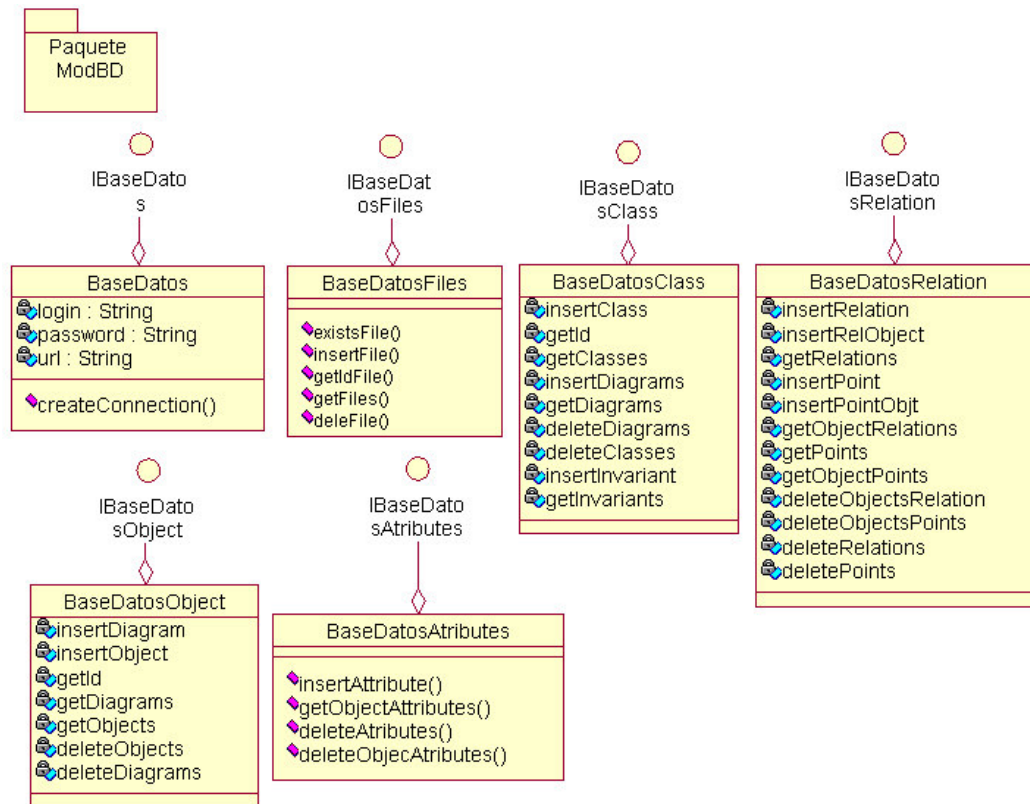 Paquete
ModBD
IBaseDato
s
IBaseDat
osFiles
IBaseDato
sClass
IBaseDato
sRelation
BaseDatos
login : String
password : String
url : String
createConnection()
BaseDatosFiles
existsFile()
insertFile()
getIdFile()
getFiles()
deleFile()
BaseDatosClass
insertClass
getId
getClasses
insertDiagrams
getDiagrams
deleteDiagrams
deleteClasses
insertInvariant
getInvariants
BaseDatosRelation
insertRelation
insertRelObject
getRelations
insertPoint
insertPointObjt
getObjectRelations
getPoints
getObjectPoints
deleteObjectsRelation
deleteObjectsPoints
deleteRelations
deletePoints
IBaseDato
sObject
IBaseDato
sAtributes
BaseDatosObject
insertDiagram
insertObject
getId
getDiagrams
getObjects
deleteObjects
deleteDiagrams
BaseDatosAtributes
insertAttribute()
getObjectAttributes()
deleteAtributes()
deleteObjecAtributes()